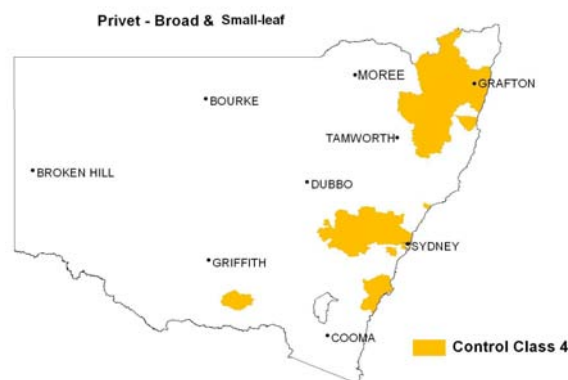 Privet - Broad & Small-leaf
MOREE
GRAFTON
BOURKE
TAMWORTH
BROKEN HILL
DUBBO
SYDNEY
GRIFFITH
COOMA
Control Class 4